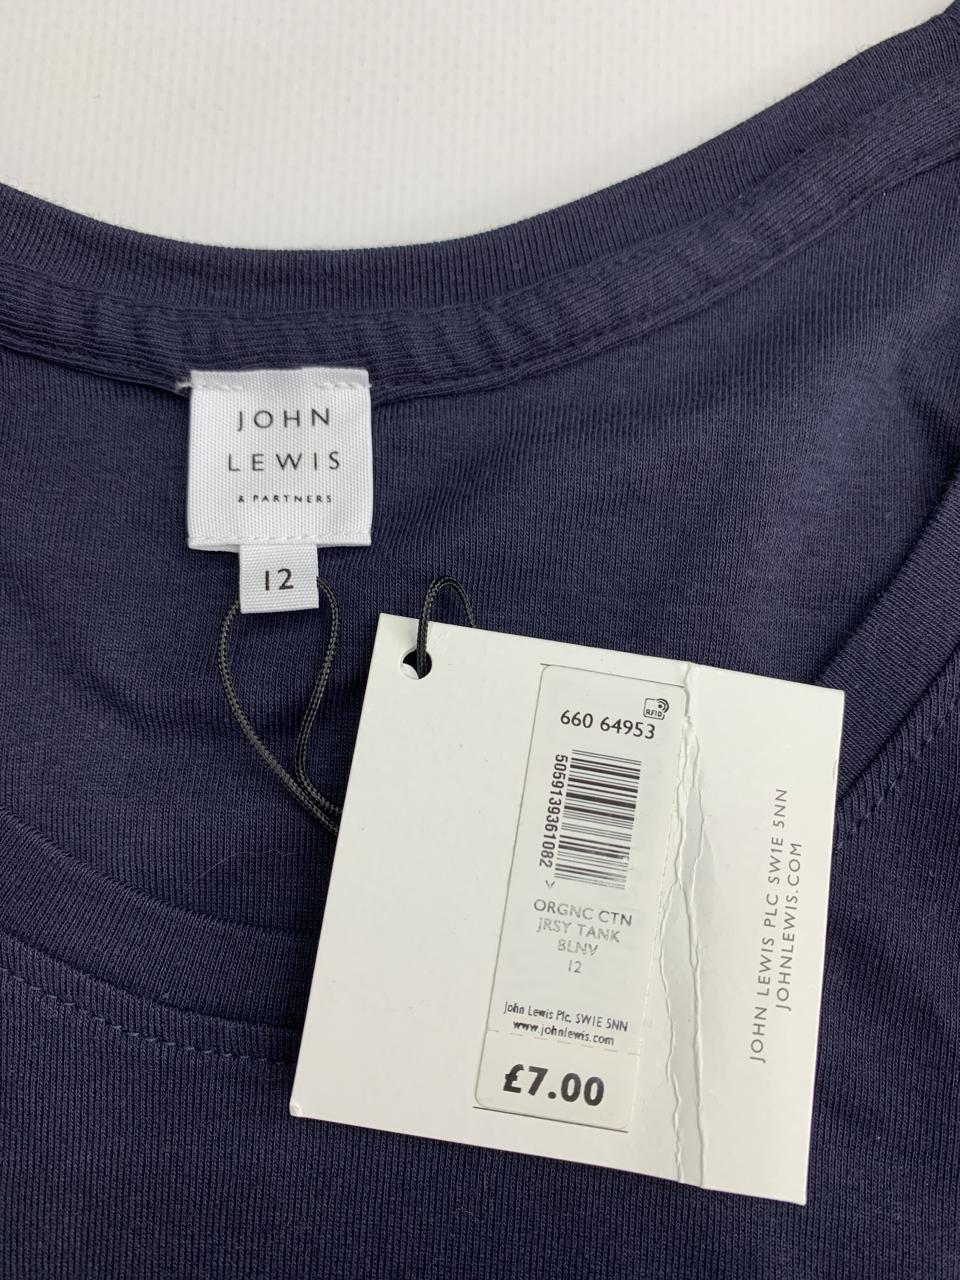 JOHN
LEWIS
& PARTNERS
12
RFID
660 64953
5059139361082
>
ORGNC CTN
JRSY TANK
BLNV
12
John Lewis Plc. SW1E 5NN
www.johnlewis.com
£7.00
JOHN LEWIS PLC SW1E 5NN
JOHNLEWIS.COM